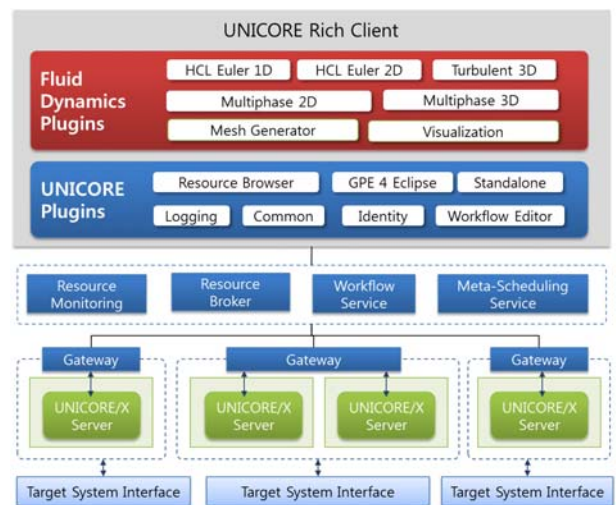 UNICORE Rich Client
Fluid
Dynamics
Plugins
HCL Euler 1D
HCL Euler 2D
Turbulent 3D
Multiphase 2D
Multiphase 3D
Mesh Generator
Visualization
UNICORE
Plugins
Resource Browser
GPE 4 Eclipse
Standalone
Logging
Common
Identity
Workflow Editor
Resource
Monitoring
Resource
Broker
Workflow
Service
Meta-Scheduling
Service
Gateway
Gateway
Gateway
UNICORE/X
Server
UNICORE/X
Server
UNICORE/X
Server
UNICORE/X
Server
Target System Interface
Target System Interface
Target System Interface